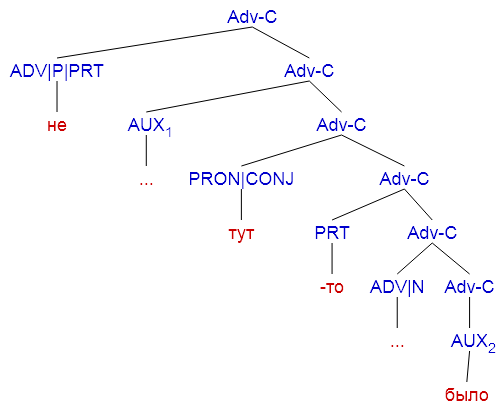 Adv-C
ADV|P|PRT Adv-C
не AUX₁ Adv-C
... PRON|CONJ Adv-C
тут PRT Adv-C
-то ADV|N Adv-C
... AUX₂
было